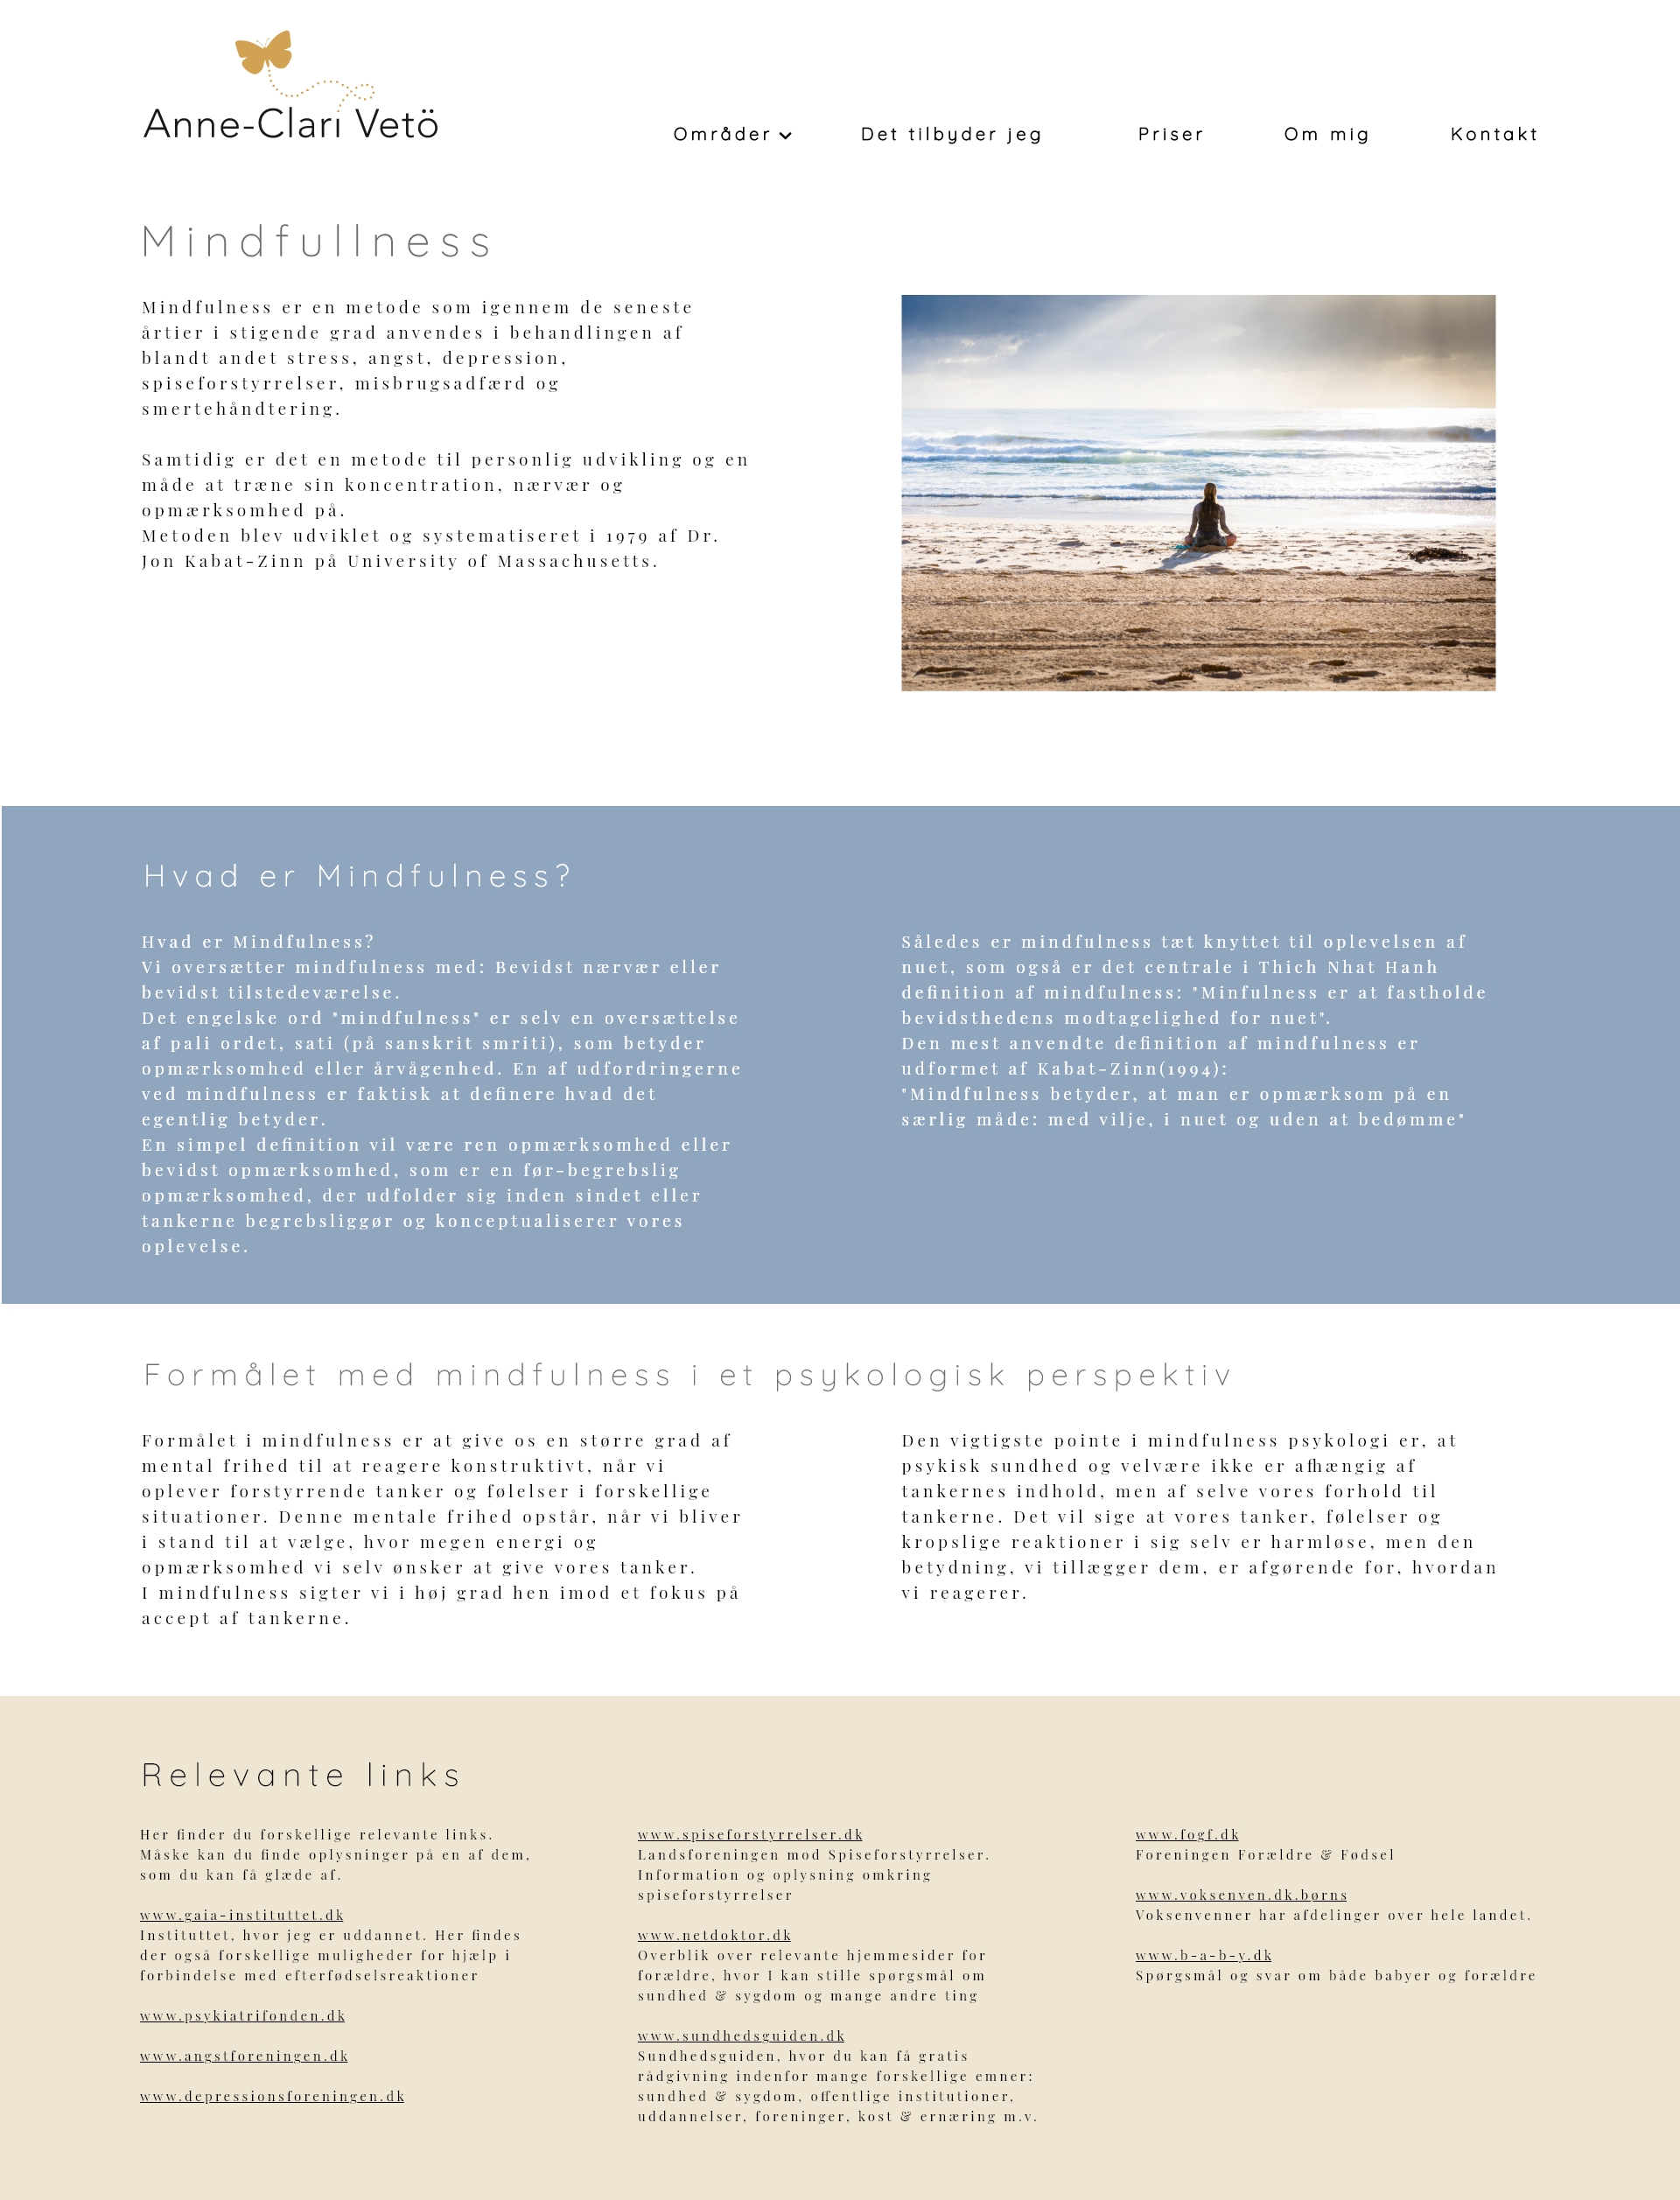 Anne-Clari Vetö
Områder
Det tilbyder jeg
Priser
Om mig
Kontakt
Mindfullness
Mindfulness er en metode som igennem de seneste
årtier i stigende grad anvendes i behandlingen af
blandt andet stress, angst, depression,
spiseforstyrrelser, misbrugsadfærd og
smertehåndtering.
Samtidig er det en metode til personlig udvikling og en
måde at træne sin koncentration, nærvær og
opmærksomhed på.
Metoden blev udviklet og systematiseret i 1979 af Dr.
Jon Kabat-Zinn på University of Massachusetts.
Hvad er Mindfulness?
Hvad er Mindfulness?
Vi oversætter mindfulness med: Bevidst nærvær eller
bevidst tilstedeværelse.
Det engelske ord "mindfulness" er selv en oversættelse
af pali ordet, sati (på sanskrit smriti), som betyder
opmærksomhed eller årvågenhed. En af udfordringerne
ved mindfulness er faktisk at definere hvad det
egentlig betyder.
En simpel definition vil være ren opmærksomhed eller
bevidst opmærksomhed, som er en før-begrebslig
opmærksomhed, der udfolder sig inden sindet eller
tankerne begrebsliggør og konceptualiserer vores
oplevelse.
Således er mindfulness tæt knyttet til oplevelsen af
nuet, som også er det centrale i Thich Nhat Hanh
definition af mindfulness: "Minfulness er at fastholde
bevidsthedens modtagelighed for nuet".
Den mest anvendte definition af mindfulness er
udformet af Kabat-Zinn(1994):
"Mindfulness betyder, at man er opmærksom på en
særlig måde: med vilje, i nuet og uden at bedømme"
Formålet med mindfulness i et psykologisk perspektiv
Formålet i mindfulness er at give os en større grad af
mental frihed til at reagere konstruktivt, når vi
oplever forstyrrende tanker og følelser i forskellige
situationer. Denne mentale frihed opstår, når vi bliver
i stand til at vælge, hvor megen energi og
opmærksomhed vi selv ønsker at give vores tanker.
I mindfulness sigter vi i høj grad hen imod et fokus på
accept af tankerne.
Den vigtigste pointe i mindfulness psykologi er, at
psykisk sundhed og velvære ikke er afhængig af
tankernes indhold, men af selve vores forhold til
tankerne. Det vil sige at vores tanker, følelser og
kropslige reaktioner i sig selv er harmløse, men den
betydning, vi tillægger dem, er afgørende for, hvordan
vi reagerer.
Relevante links
Her finder du forskellige relevante links.
Måske kan du finde oplysninger på en af dem,
som du kan få glæde af.
www.gaia-instituttet.dk
Instituttet, hvor jeg er uddannet. Her findes
der også forskellige muligheder for hjælp i
forbindelse med efterfødselsreaktioner
www.psykiatrifonden.dk
www.angstforeningen.dk
www.depressionsforeningen.dk
www.spiseforstyrrelser.dk
Landsforeningen mod Spiseforstyrrelser.
Information og oplysning omkring
spiseforstyrrelser
www.netdoktor.dk
Overblik over relevante hjemmesider for
forældre, hvor I kan stille spørgsmål om
sundhed & sygdom og mange andre ting
www.sundhedsguiden.dk
Sundhedsguiden, hvor du kan få gratis
rådgivning indenfor mange forskellige emner:
sundhed & sygdom, offentlige institutioner,
uddannelser, foreninger, kost & ernæring m.v.
www.fogf.dk
Foreningen Forældre & Fødsel
www.voksenven.dk.børns
Voksenvenner har afdelinger over hele landet.
www.b-a-b-y.dk
Spørgsmål og svar om både babyer og forældre